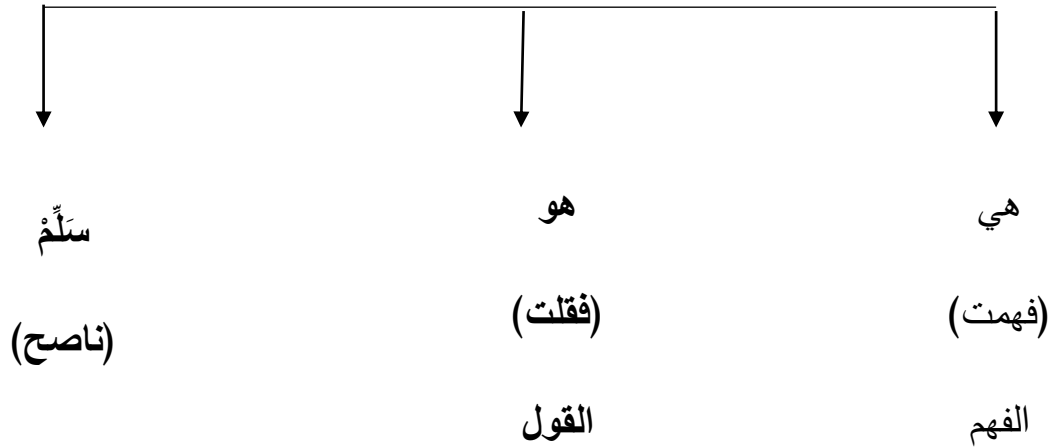 هي
(فهمت)
الفهم
هو
(فقلت)
القول
سَلِّمْ
(ناصح)